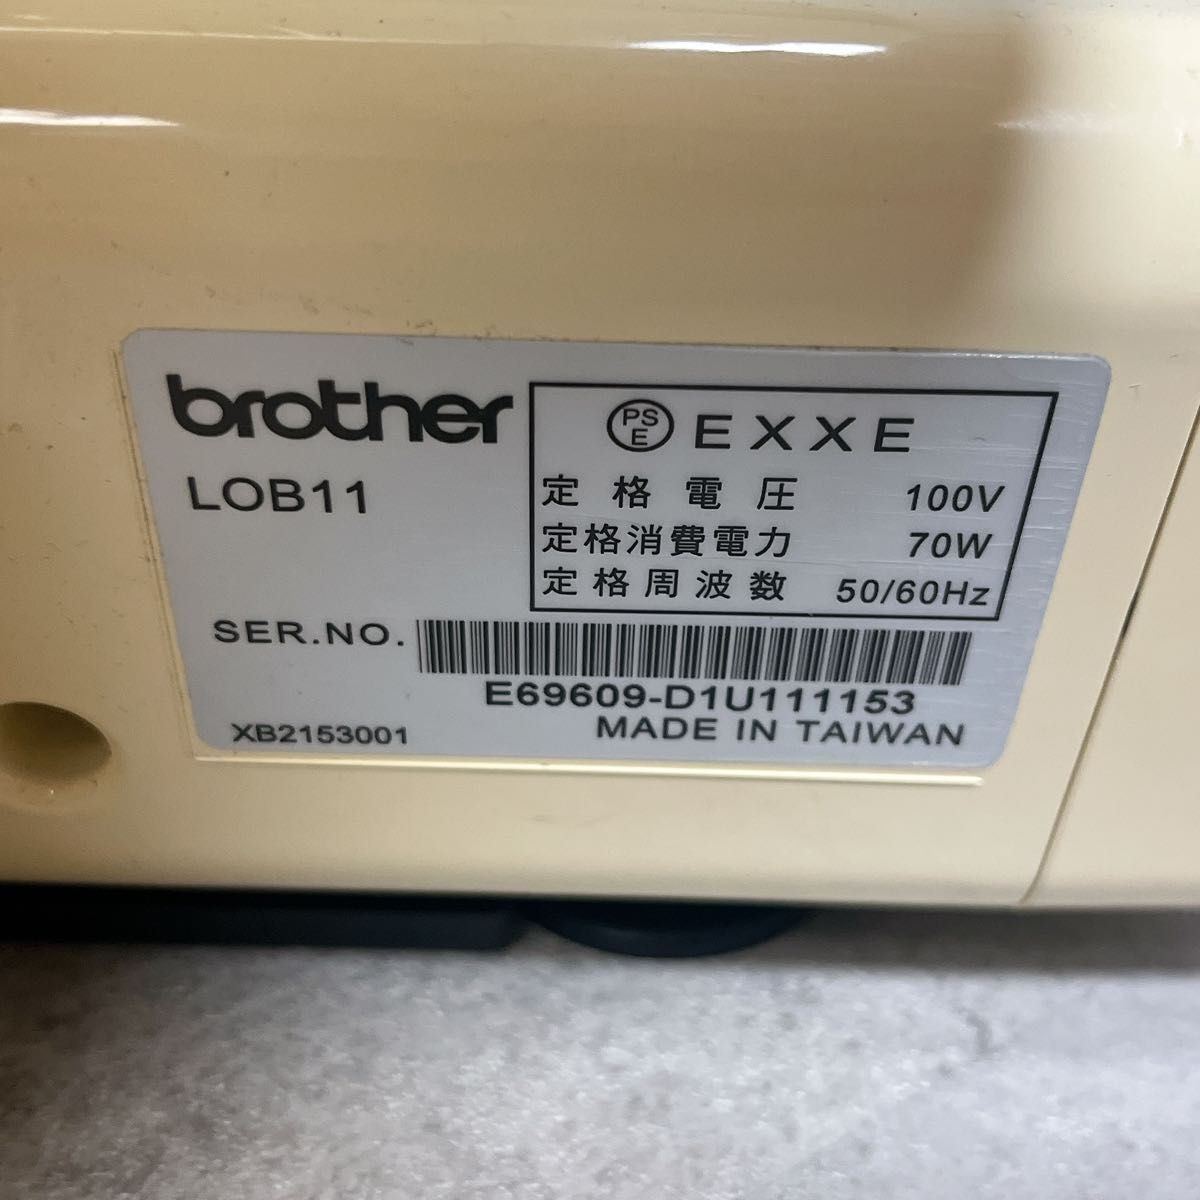 brother
LOB11
PS
E
EXXE
定格電圧 100V
定格消費電力 70W
定格周波数 50/60Hz
SER.NO.
E69609-D1U111153
XB2153001
MADE IN TAIWAN